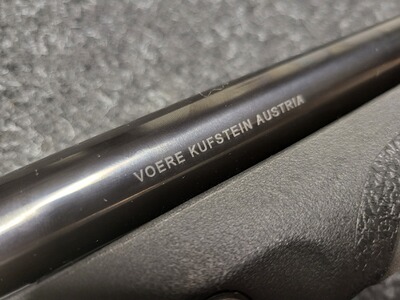 VOERE KUFSTEIN AUSTRIA